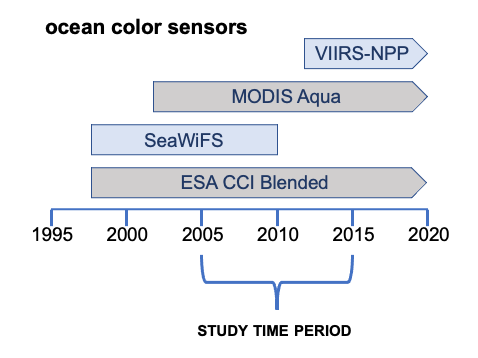 ocean color sensors
VIIRS-NPP
MODIS Aqua
SeaWiFS
ESA CCI Blended
1995 2000 2005 2010 2015 2020
STUDY TIME PERIOD